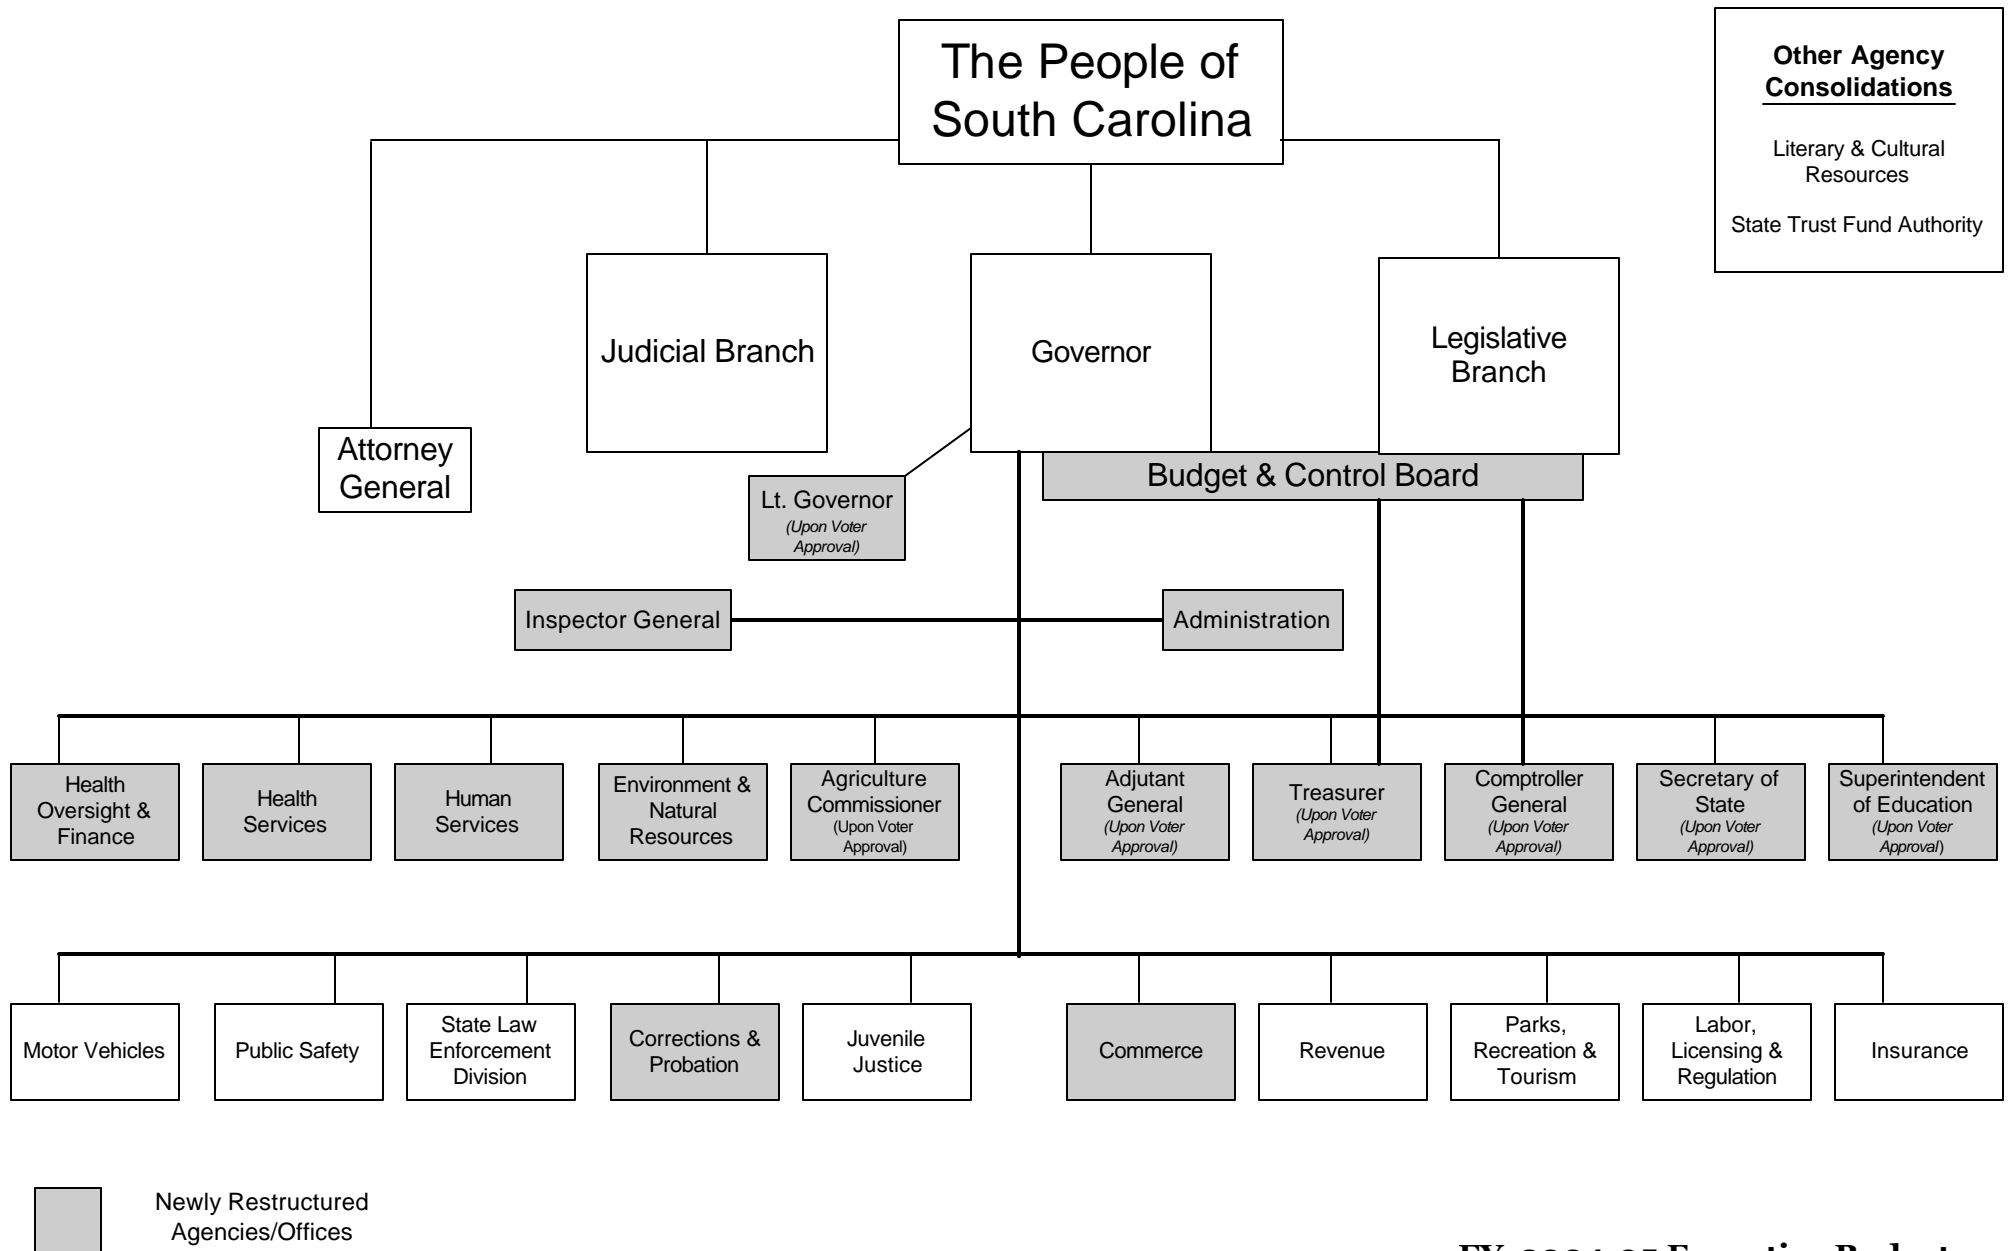 The People of
South Carolina
Other Agency
Consolidations
Literary & Cultural
Resources
State Trust Fund Authority
Judicial Branch
Governor
Legislative
Branch
Attorney
General
Budget & Control Board
Lt. Governor
(Upon Voter
Approval)
Inspector General
Administration
Health
Oversight &
Finance
Health
Services
Human
Services
Environment &
Natural
Resources
Agriculture
Commissioner
(Upon Voter
Approval)
Adjutant
General
(Upon Voter
Approval)
Treasurer
(Upon Voter
Approval)
Comptroller
General
(Upon Voter
Approval)
Secretary of
State
(Upon Voter
Approval)
Superintendent
of Education
(Upon Voter
Approval)
Motor Vehicles
Public Safety
State Law
Enforcement
Division
Corrections &
Probation
Juvenile
Justice
Commerce
Revenue
Parks,
Recreation &
Tourism
Labor,
Licensing &
Regulation
Insurance
Newly Restructured
Agencies/Offices
FY 2004-05 Executive Budget